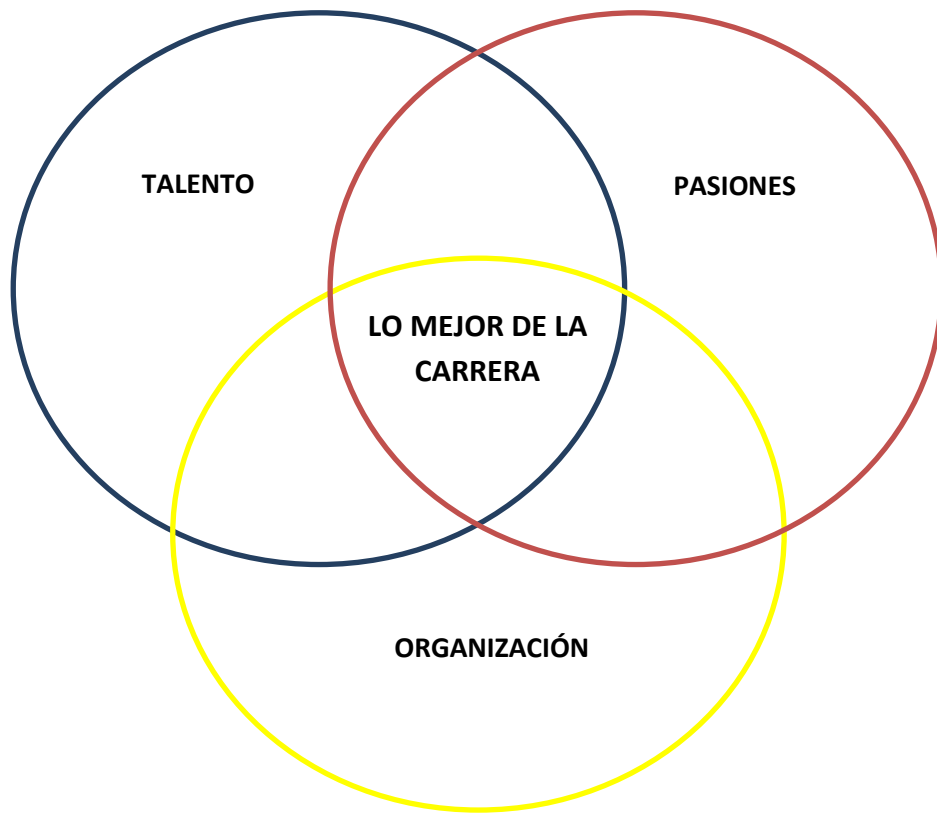 TALENTO
PASIONES
LO MEJOR DE LA
CARRERA
ORGANIZACIÓN